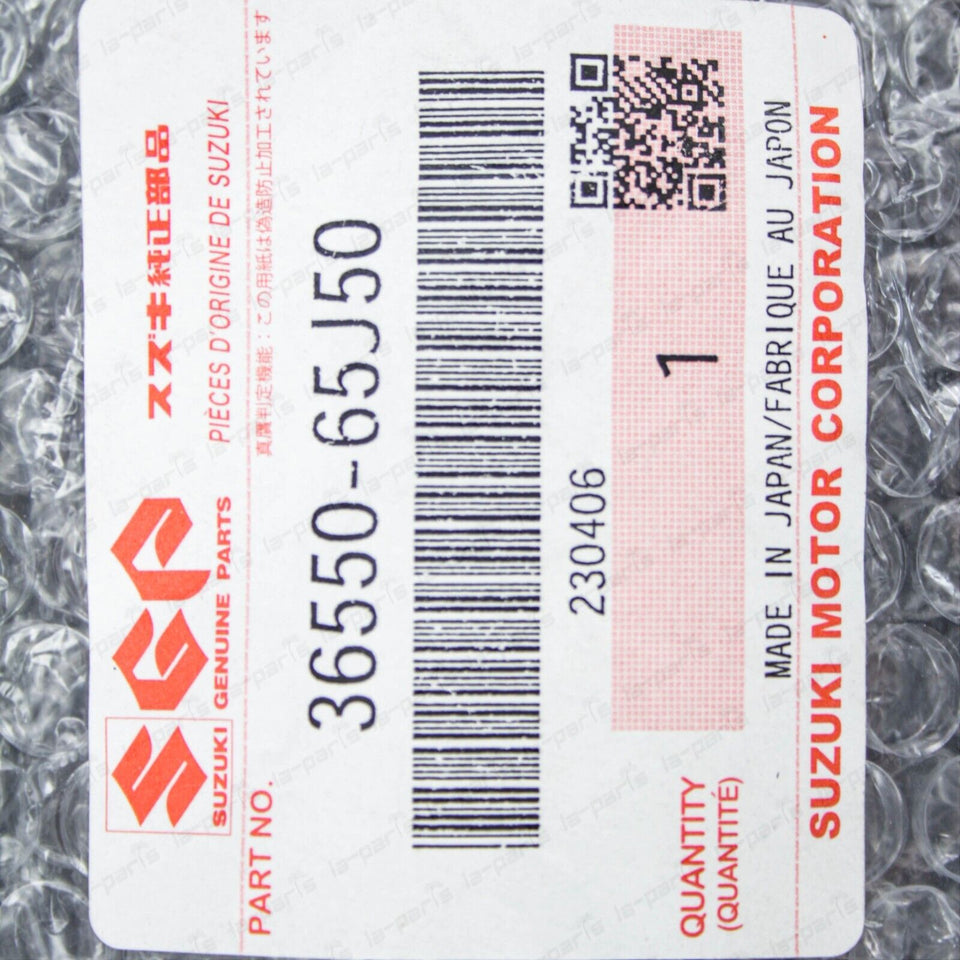 スズキ純正部品
SUZUKI GENUINE PARTS
PIÈCES D'ORIGINE DE SUZUKI
PART NO.
真贋判定機能：この用紙は偽造防止加工されています
36550-65J50
230406
QUANTITY
(QUANTITÉ)
1
MADE IN JAPAN/FABRIQUE AU JAPON
SUZUKI MOTOR CORPORATION
la-parts